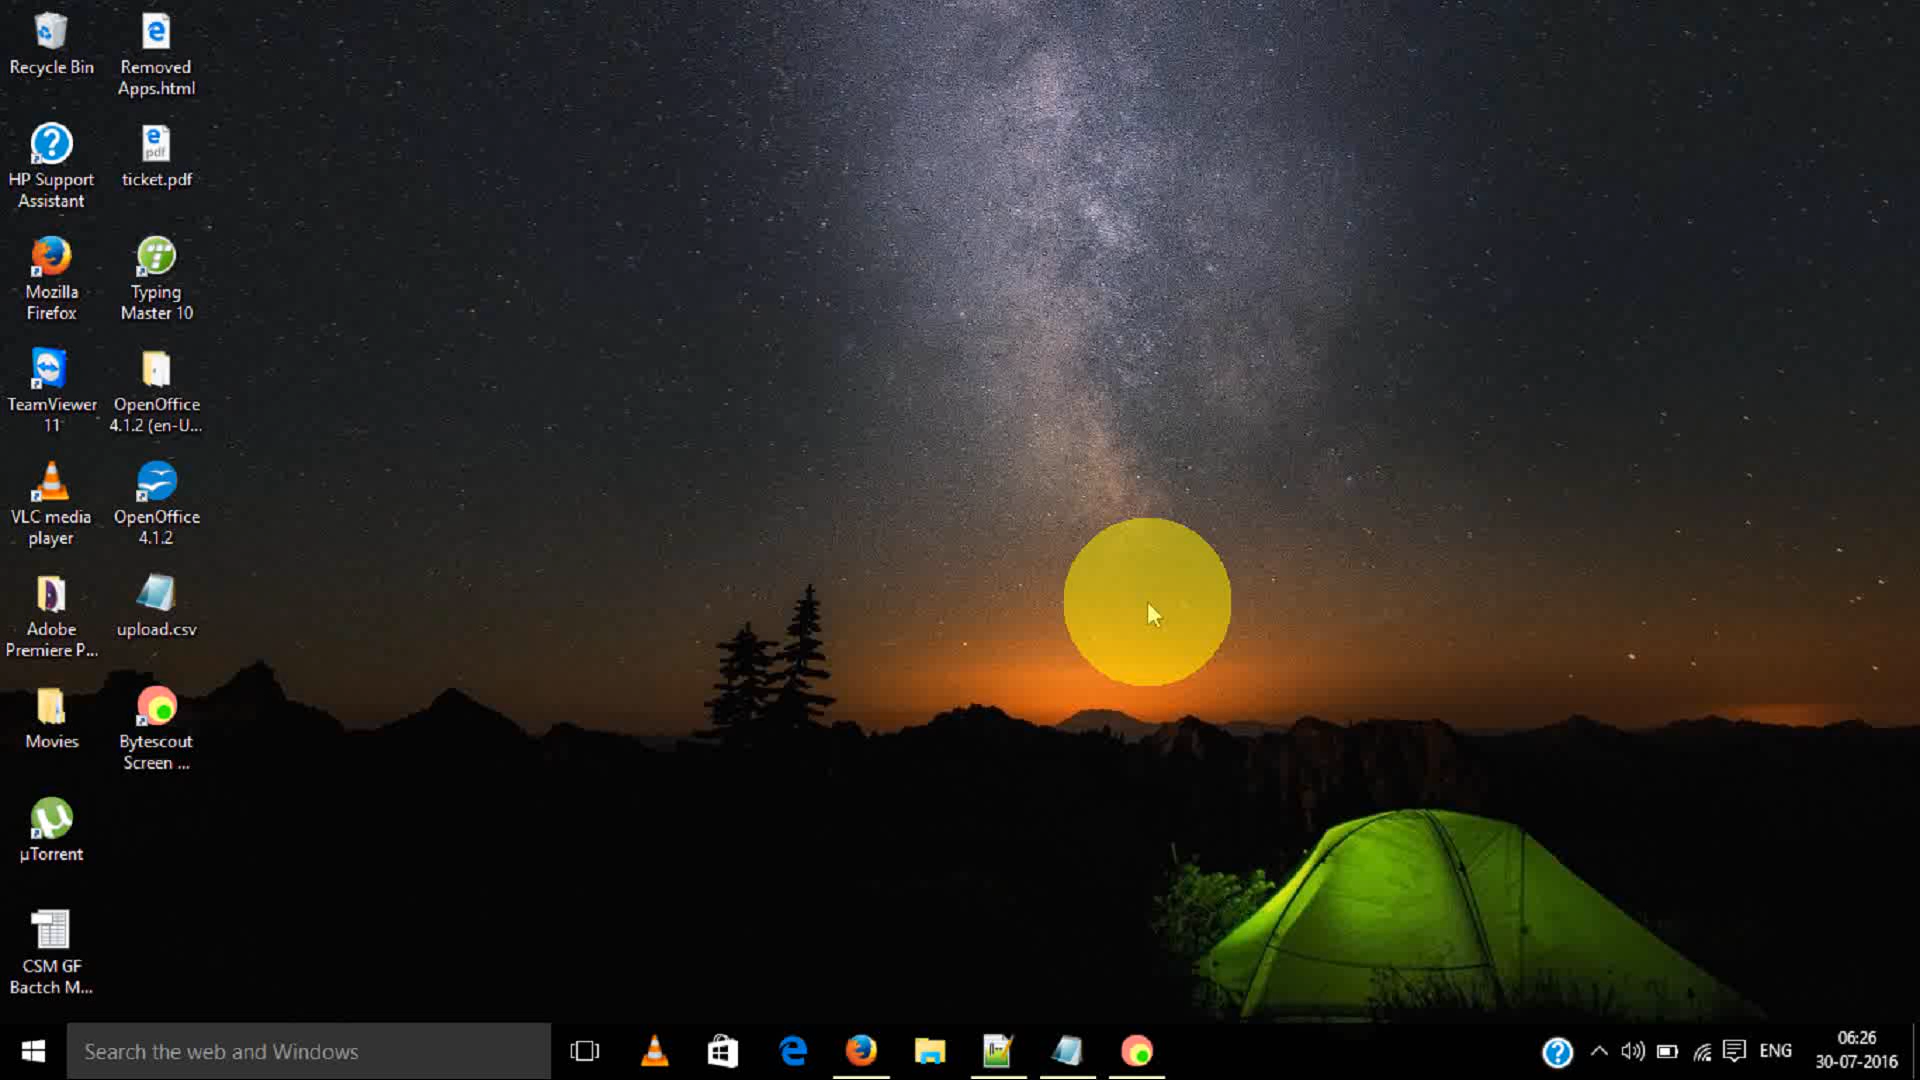 Recycle Bin
Removed
Apps.html
HP Support
Assistant
pdf
ticket.pdf
Mozilla
Firefox
Typing
Master 10
TeamViewer
11
OpenOffice
4.1.2 (en-U...
VLC media
player
OpenOffice
4.1.2
Adobe
Premiere P...
upload.csv
Movies
Bytescout
Screen ...
µTorrent
CSM GF
Bactch M...
Search the web and Windows
ENG
06:26
30-07-2016